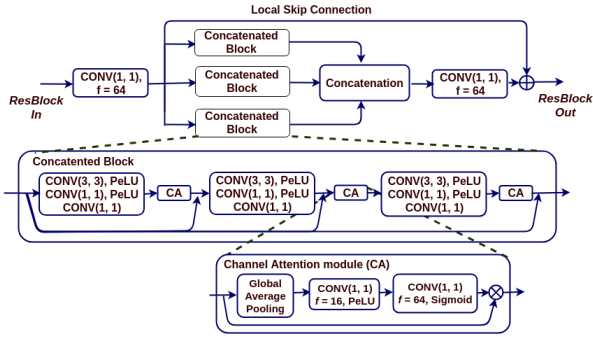 Local Skip Connection
Concatenated
Block
CONV(1, 1),
f = 64
Concatenated
Block
Concatenation
CONV(1, 1),
f = 64
ResBlock
In
ResBlock
Out
Concatenated
Block
Concatented Block
CONV(3, 3), PeLU
CONV(1, 1), PeLU
CONV(1, 1)
CA
CONV(3, 3), PeLU
CONV(1, 1), PeLU
CONV(1, 1)
CA
CONV(3, 3), PeLU
CONV(1, 1), PeLU
CONV(1, 1)
CA
Channel Attention module (CA)
Global
Average
Pooling
CONV(1, 1)
f = 16, PeLU
CONV(1, 1)
f = 64, Sigmoid